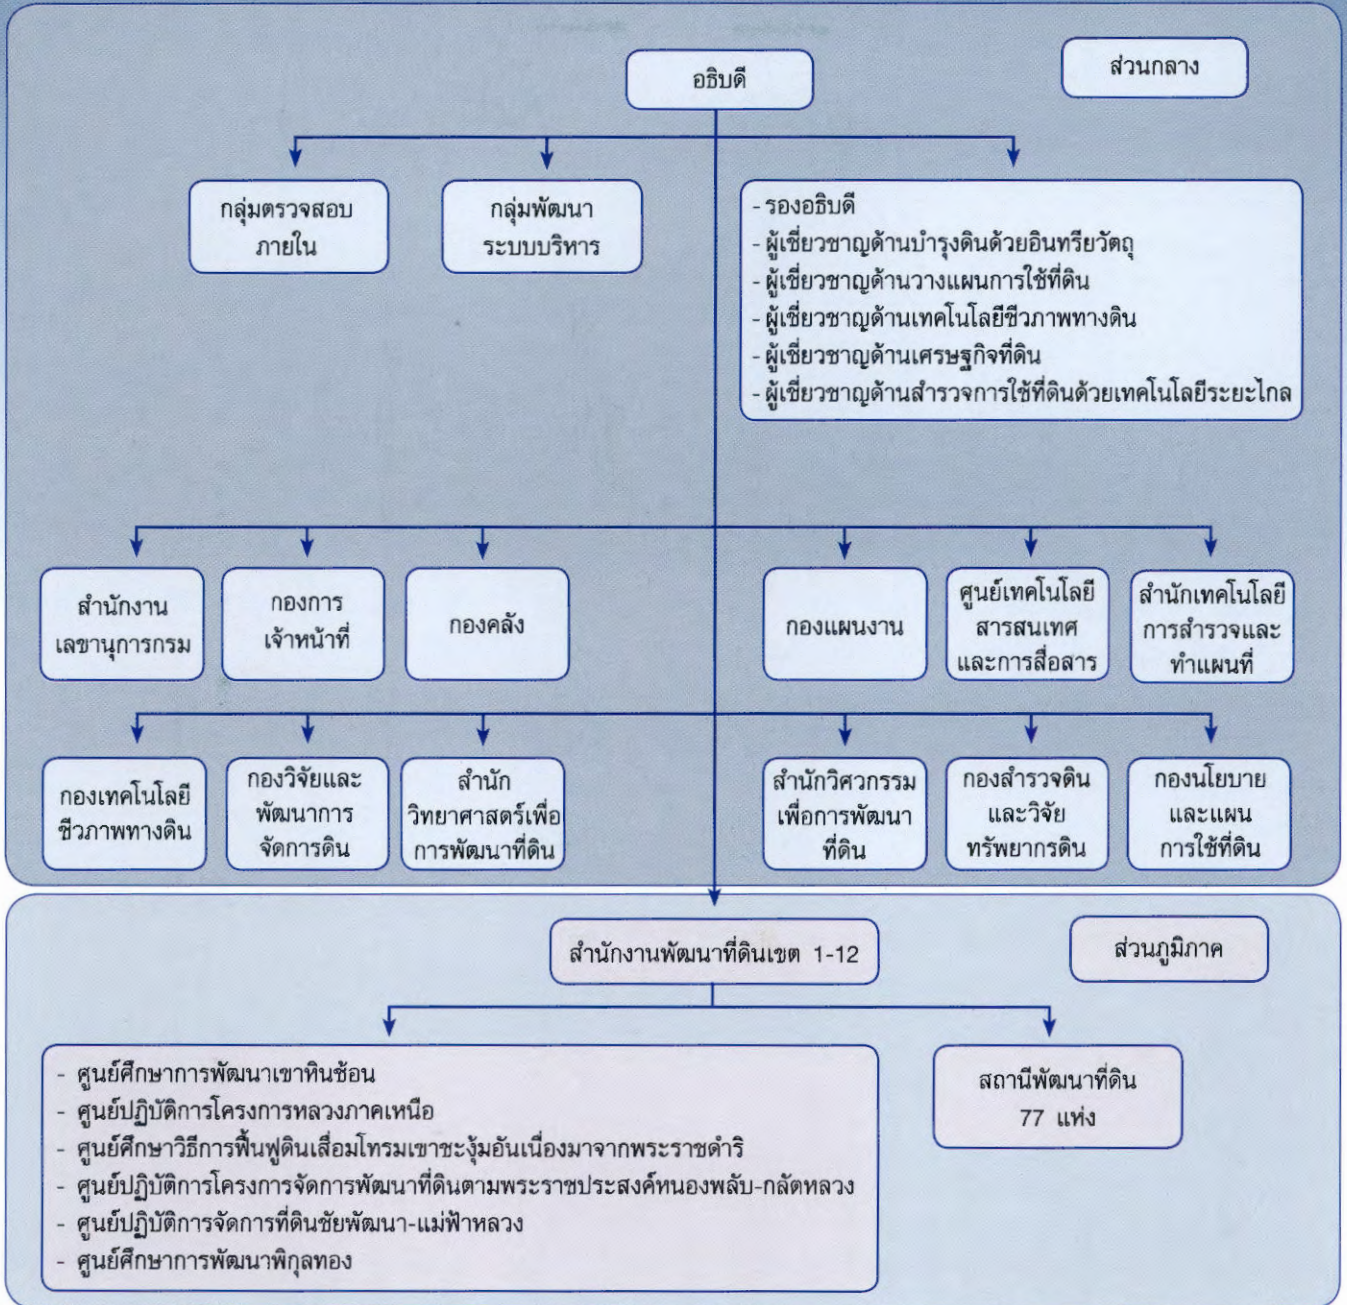 อธิบดี
ส่วนกลาง
กลุ่มตรวจสอบ
ภายใน
กลุ่มพัฒนา
ระบบบริหาร
- รองอธิบดี
- ผู้เชี่ยวชาญด้านบำรุงดินด้วยอินทรียวัตถุ
- ผู้เชี่ยวชาญด้านวางแผนการใช้ที่ดิน
- ผู้เชี่ยวชาญด้านเทคโนโลยีชีวภาพทางดิน
- ผู้เชี่ยวชาญด้านเศรษฐกิจที่ดิน
- ผู้เชี่ยวชาญด้านสำรวจการใช้ที่ดินด้วยเทคโนโลยีระยะไกล
สำนักงาน
เลขานุการกรม
กองการ
เจ้าหน้าที่
กองคลัง
กองแผนงาน
ศูนย์เทคโนโลยี
สารสนเทศ
และการสื่อสาร
สำนักเทคโนโลยี
การสำรวจและ
ทำแผนที่
กองเทคโนโลยี
ชีวภาพทางดิน
กองวิจัยและ
พัฒนาการ
จัดการดิน
สำนัก
วิทยาศาสตร์เพื่อ
การพัฒนาที่ดิน
สำนักวิศวกรรม
เพื่อการพัฒนา
ที่ดิน
กองสำรวจดิน
และวิจัย
ทรัพยากรดิน
กองนโยบาย
และแผน
การใช้ที่ดิน
สำนักงานพัฒนาที่ดินเขต 1-12
ส่วนภูมิภาค
- ศูนย์ศึกษาการพัฒนาเขาหินซ้อน
- ศูนย์ปฏิบัติการโครงการหลวงภาคเหนือ
- ศูนย์ศึกษาวิธีการฟื้นฟูดินเสื่อมโทรมเขาชะงุ้มอันเนื่องมาจากพระราชดำริ
- ศูนย์ปฏิบัติการโครงการจัดการพัฒนาที่ดินตามพระราชประสงค์หนองพลับ-กลัดหลวง
- ศูนย์ปฏิบัติการจัดการที่ดินชัยพัฒนา-แม่ฟ้าหลวง
- ศูนย์ศึกษาการพัฒนาพิกุลทอง
สถานีพัฒนาที่ดิน
77 แห่ง